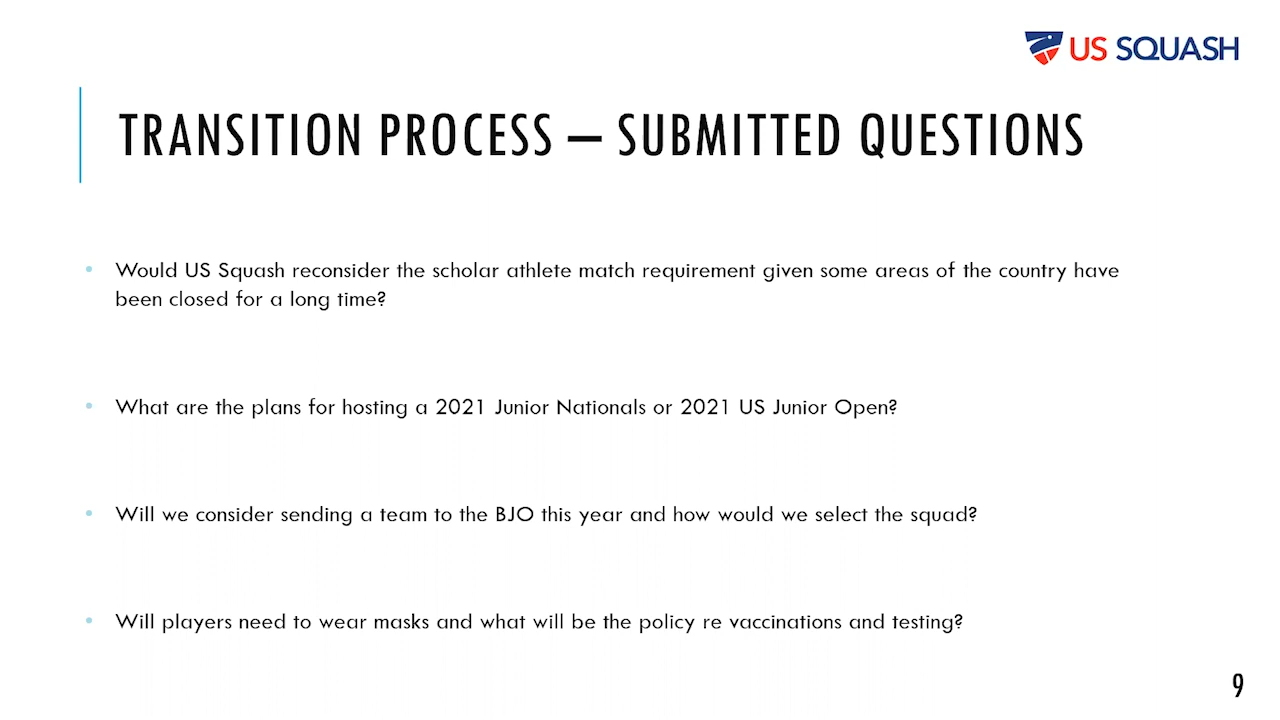 US SQUASH
TRANSITION PROCESS – SUBMITTED QUESTIONS
• Would US Squash reconsider the scholar athlete match requirement given some areas of the country have
been closed for a long time?
• What are the plans for hosting a 2021 Junior Nationals or 2021 US Junior Open?
• Will we consider sending a team to the BJO this year and how would we select the squad?
• Will players need to wear masks and what will be the policy re vaccinations and testing?
9